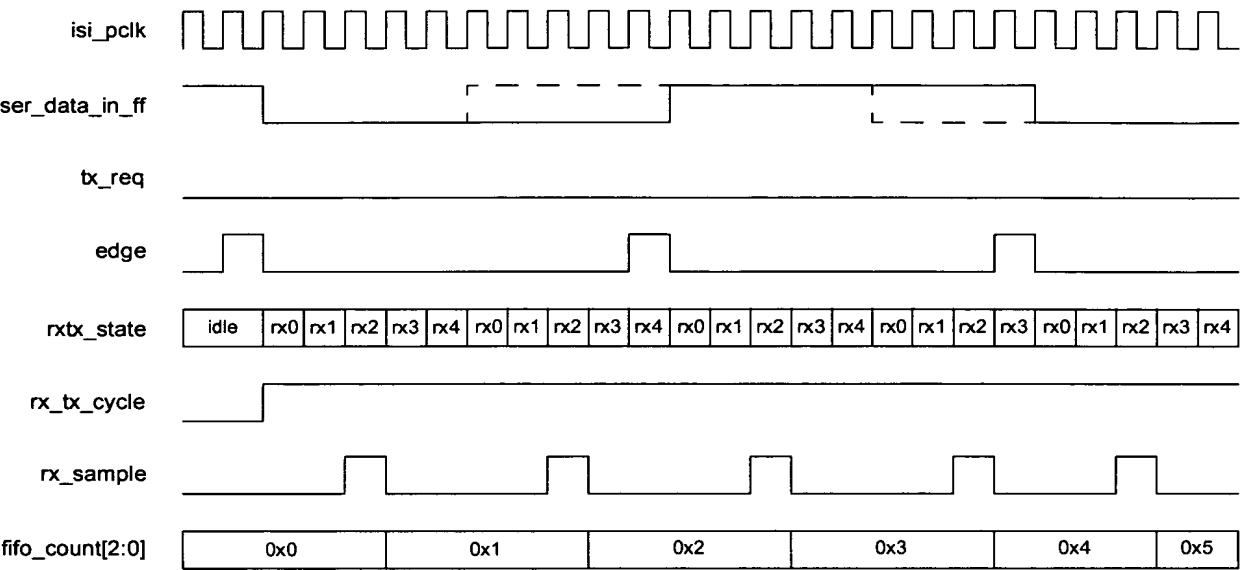 isi_pclk
ser_data_in_ff
tx_req
edge
rxtx_state idle rx0 rx1 rx2 rx3 rx4 rx0 rx1 rx2 rx3 rx4 rx0 rx1 rx2 rx3 rx4 rx0 rx1 rx2 rx3 rx0 rx1 rx2 rx3 rx4
rx_tx_cycle
rx_sample
fifo_count[2:0] 0x0 0x1 0x2 0x3 0x4 0x5